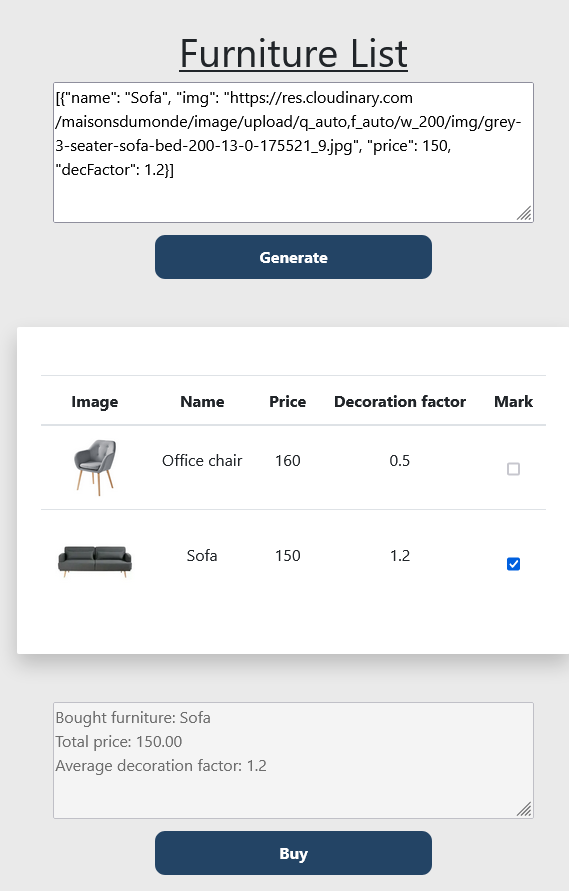 Furniture List
[{"name": "Sofa", "img": "https://res.cloudinary.com
/maisonsdumonde/image/upload/q_auto,f_auto/w_200/img/grey-
3-seater-sofa-bed-200-13-0-175521_9.jpg", "price": 150,
"decFactor": 1.2}]
Generate
Image Name Price Decoration factor Mark
Office chair 160 0.5
Sofa 150 1.2
Bought furniture: Sofa
Total price: 150.00
Average decoration factor: 1.2
Buy